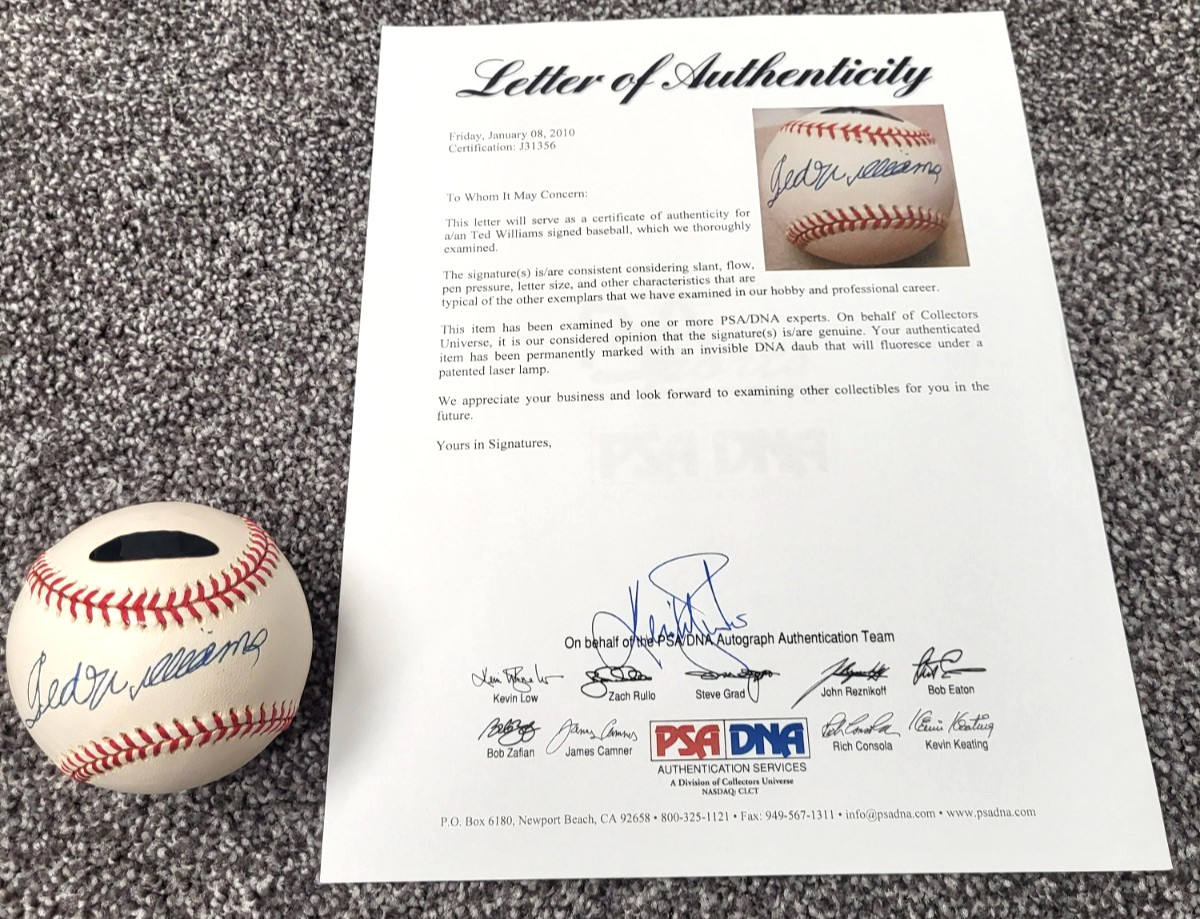 Letter of Authenticity
Friday, January 08, 2010
Certification: J31356
Ted Williams
To Whom It May Concern:
This letter will serve as a certificate of authenticity for
a/an Ted Williams signed baseball, which we thoroughly
examined.
The signature(s) is/are consistent considering slant, flow,
pen pressure, letter size, and other characteristics that are
typical of the other exemplars that we have examined in our hobby and professional career.
This item has been examined by one or more PSA/DNA experts. On behalf of Collectors
Universe, it is our considered opinion that the signature(s) is/are genuine. Your authenticated
item has been permanently marked with an invisible DNA daub that will fluoresce under a
patented laser lamp.
We appreciate your business and look forward to examining other collectibles for you in the
future.
Yours in Signatures,
PSA DNA
Ted Williams
On behalf of the PSA/DNA Autograph Authentication Team
Kevin Low Zach Rullo Steve Grad John Reznikoff Bob Eaton
Bob Zafian James Camner Rich Consola Kevin Keating
PSA DNA
AUTHENTICATION SERVICES
A Division of Collectors Universe
NASDAQ: CLCT
P.O. Box 6180, Newport Beach, CA 92658 • 800-325-1121 • Fax: 949-567-1311 • info@psadna.com • www.psadna.com